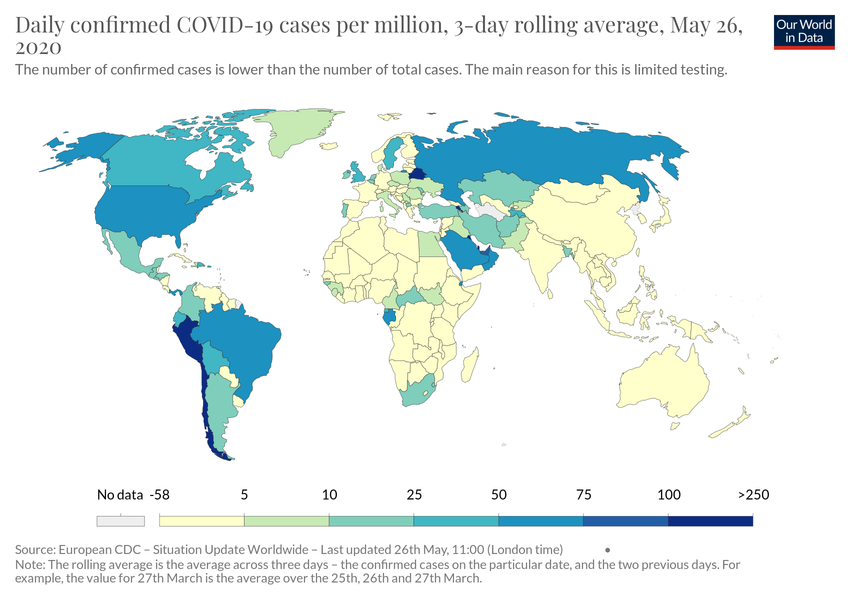 Daily confirmed COVID-19 cases per million, 3-day rolling average, May 26,
2020
Our World
in Data
The number of confirmed cases is lower than the number of total cases. The main reason for this is limited testing.
No data -58 5 10 25 50 75 100 >250
Source: European CDC – Situation Update Worldwide – Last updated 26th May, 11:00 (London time)
Note: The rolling average is the average across three days – the confirmed cases on the particular date, and the two previous days. For
example, the value for 27th March is the average over the 25th, 26th and 27th March.